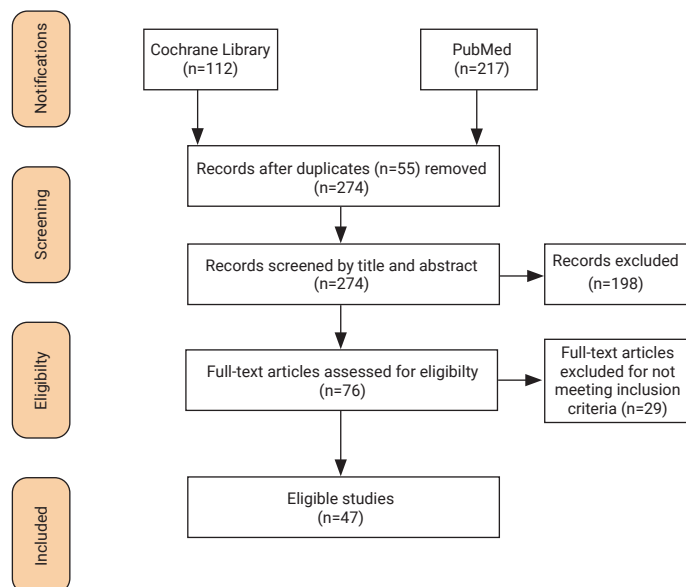 Notifications
Cochrane Library
(n=112)
PubMed
(n=217)
Records after duplicates (n=55) removed
(n=274)
Screening
Records screened by title and abstract
(n=274)
Records excluded
(n=198)
Eligibilty
Full-text articles assessed for eligibilty
(n=76)
Full-text articles
excluded for not
meeting inclusion
criteria (n=29)
Included
Eligible studies
(n=47)